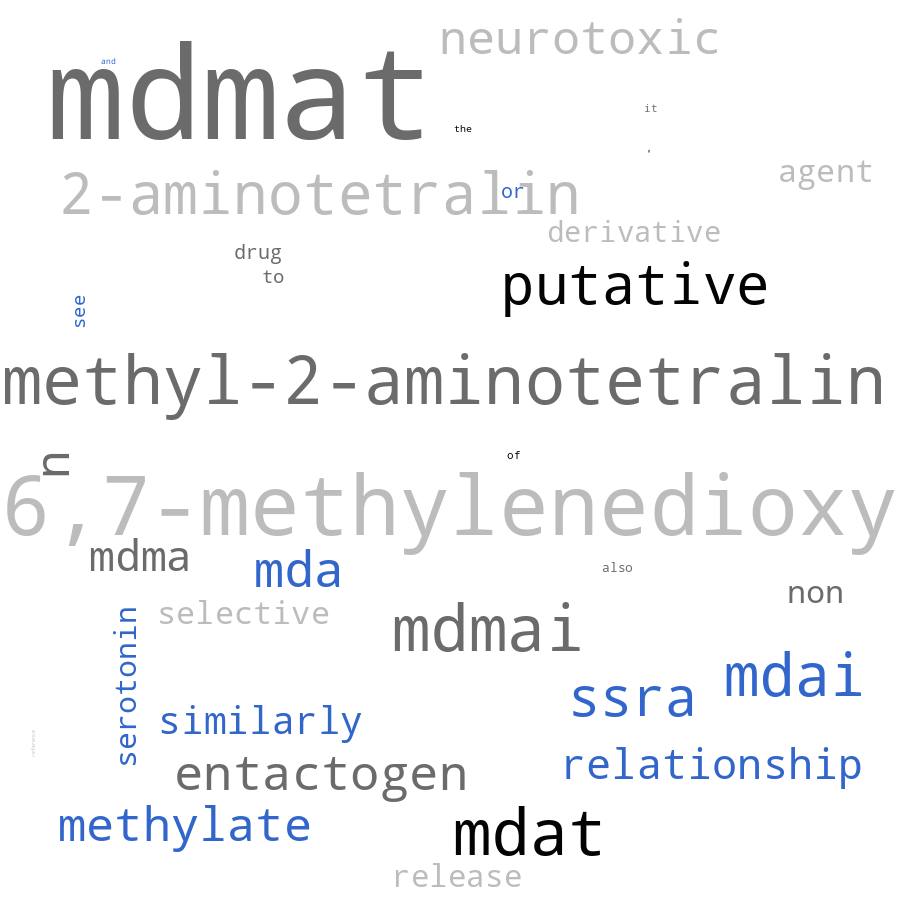 neurotoxic
and
mdmat
it
the
,
agent
2-aminotetralin
or
derivative
drug
to
putative
see
methyl-2-aminotetralin
n
of
6,7-methylenedioxy
mdma
mda
also
non
selective
mdmai
serotonin
mdai
ssra
similarly
reference
relationship
entactogen
methylate
mdat
release